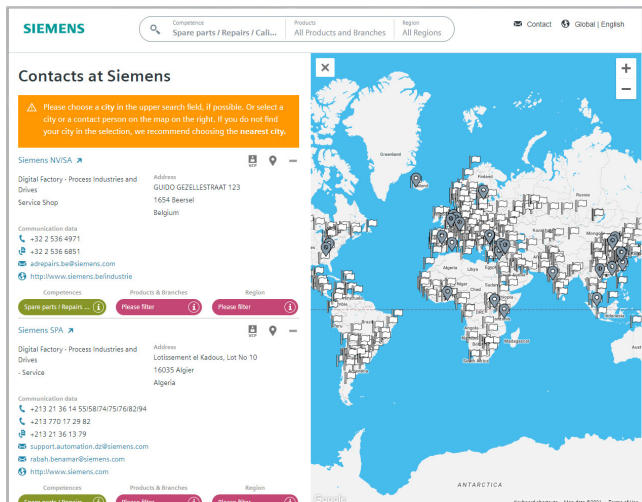 SIEMENS
Competence
Spare parts / Repairs / Cali...
Products
All Products and Branches
Region
All Regions
Contact
Global | English
Contacts at Siemens
Please choose a city in the upper search field, if possible. Or select a
city or a contact person on the map on the right. If you do not find
your city in the selection, we recommend choosing the nearest city.
Siemens NV/SA
Digital Factory - Process Industries and
Drives
Service Shop
Address
GUIDO GEZELLESTRAAT 123
1654 Beersel
Belgium
Communication data
+32 2 536 4971
+32 2 536 6851
adrepairs.be@siemens.com
http://www.siemens.be/industrie
Competences
Products & Branches
Region
Spare parts / Repairs ...
Please filter
Please filter
Siemens SPA
Digital Factory - Process Industries and
Drives
- Service
Address
Lotissement el Kadous, Lot No 10
16035 Algier
Algeria
Communication data
+213 21 36 14 55/58/74/75/76/82/94
+213 770 17 29 82
+213 21 36 13 79
support.automation.dz@siemens.com
rabah.benamar@siemens.com
http://www.siemens.com
Competences
Products & Branches
Region
Greenland
Finland
Russia
Algeria
Libya
Niger
Chad
DRC
Angola
Madagascar
Indonesia
ANTARCTICA
Google